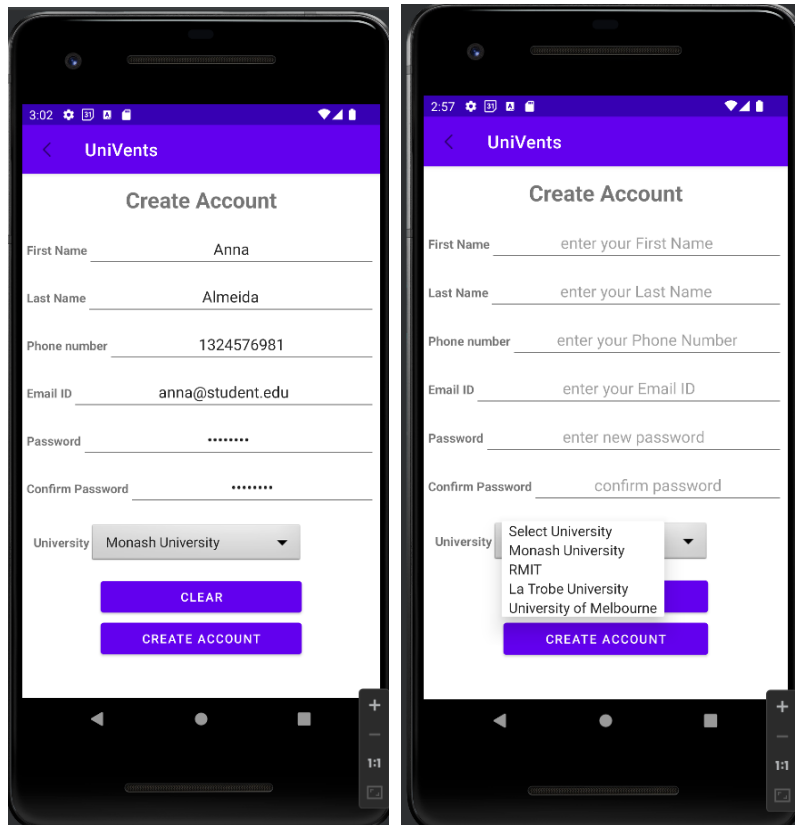 3:02
31
A
UniVents
Create Account
First Name Anna
Last Name Almeida
Phone number 1324576981
Email ID anna@student.edu
Password ••••••••
Confirm Password ••••••••
University Monash University
CLEAR
CREATE ACCOUNT
1:1
2:57
31
A
UniVents
Create Account
First Name enter your First Name
Last Name enter your Last Name
Phone number enter your Phone Number
Email ID enter your Email ID
Password enter new password
Confirm Password confirm password
University
Select University
Monash University
RMIT
La Trobe University
University of Melbourne
CREATE ACCOUNT
1:1